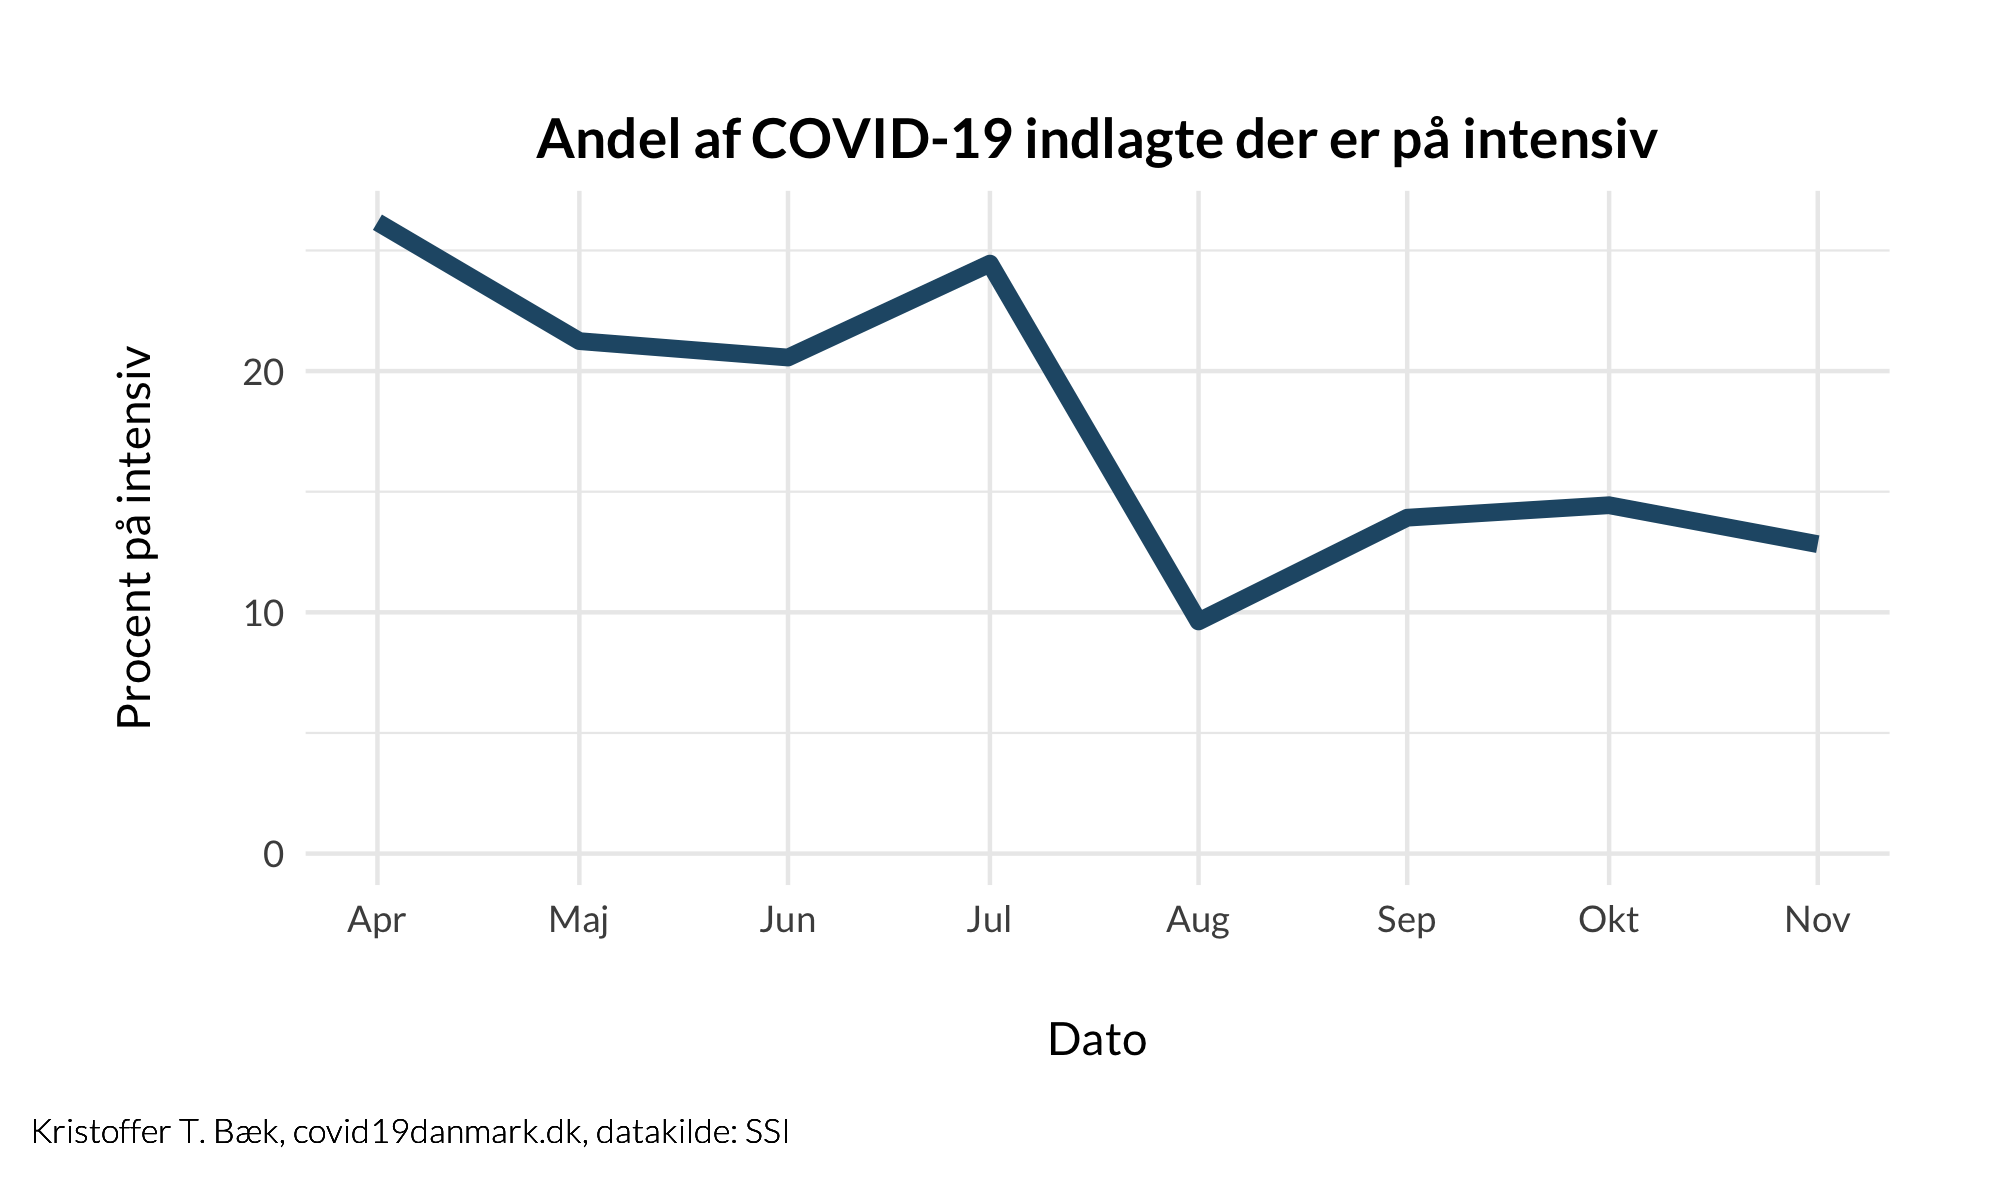 Andel af COVID-19 indlagte der er på intensiv
Procent på intensiv
20
10
0
Apr Maj Jun Jul Aug Sep Okt Nov
Dato
Kristoffer T. Bæk, covid19danmark.dk, datakilde: SSI